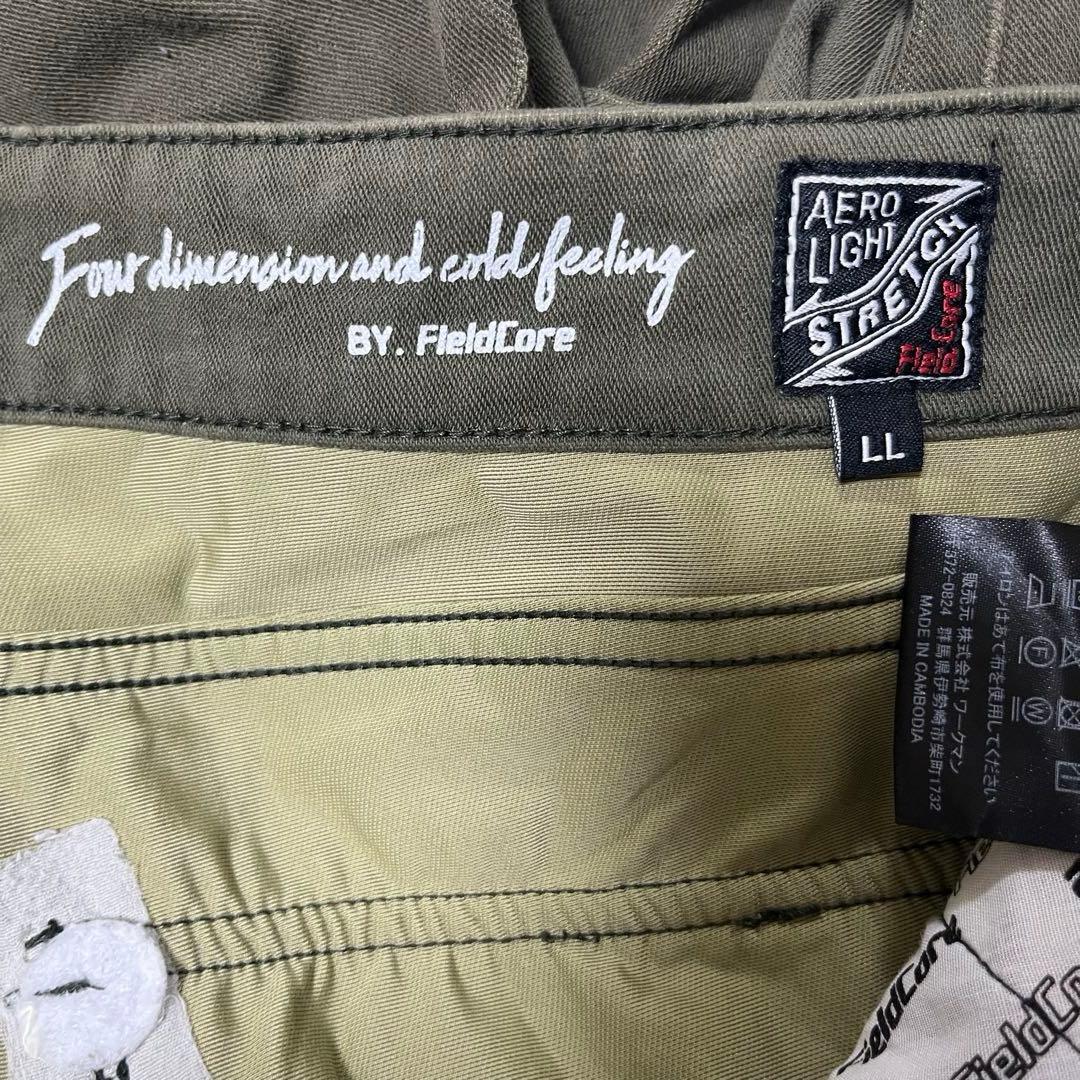 Four dimension and cold feeling
BY. FieldCore
AERO
LIGHT
STRETCH
Field Core
LL
イロンはあて布を使用してください
販売元 株式会社 ワークマン
372-0824 群馬県伊勢崎市柴町1732
MADE IN CAMBODIA
F
W
FieldCor
FieldCo